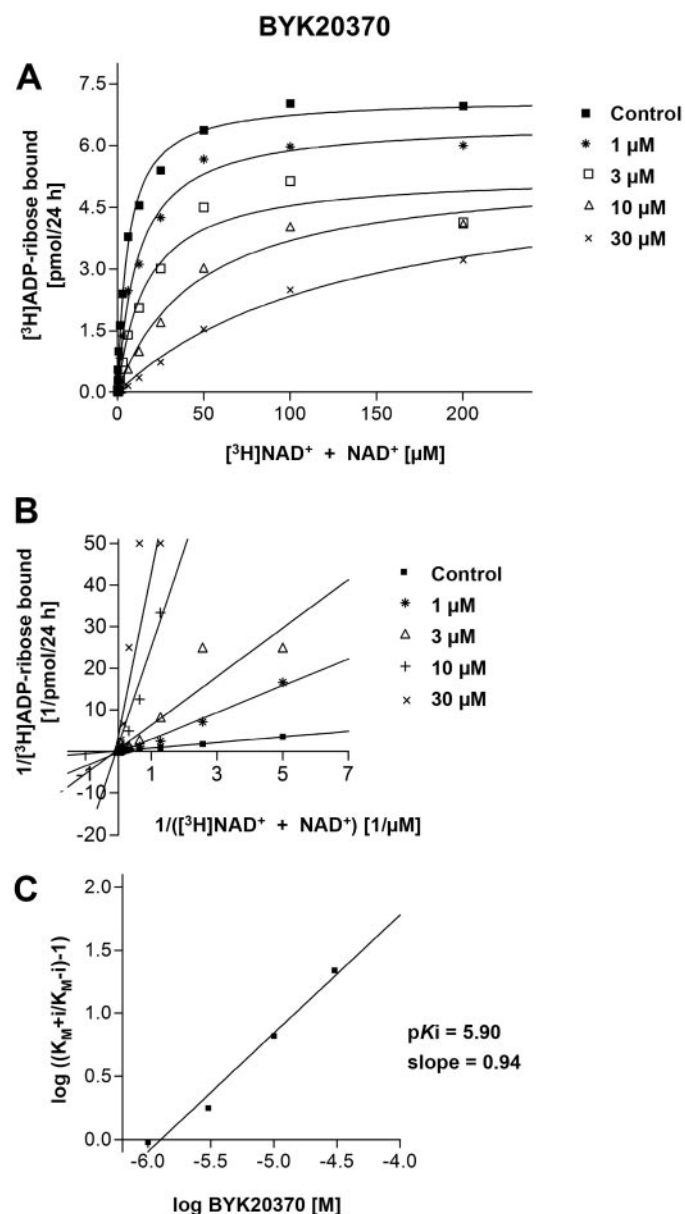 BYK20370
A
[³H]ADP-ribose bound
[pmol/24 h]
7.5
6.0
4.5
3.0
1.5
0.0
0 50 100 150 200
[³H]NAD⁺ + NAD⁺ [µM]
Control
1 µM
3 µM
10 µM
30 µM
B
1/[³H]ADP-ribose bound
[1/pmol/24 h]
50
40
30
20
10
-10
-20
-1 1 3 5 7
1/([³H]NAD⁺ + NAD⁺) [1/µM]
Control
1 µM
3 µM
10 µM
30 µM
C
log ((K_M+i/K_M-i)-1)
2.0
1.5
1.0
0.5
0.0
-6.0 -5.5 -5.0 -4.5 -4.0
log BYK20370 [M]
pKi = 5.90
slope = 0.94